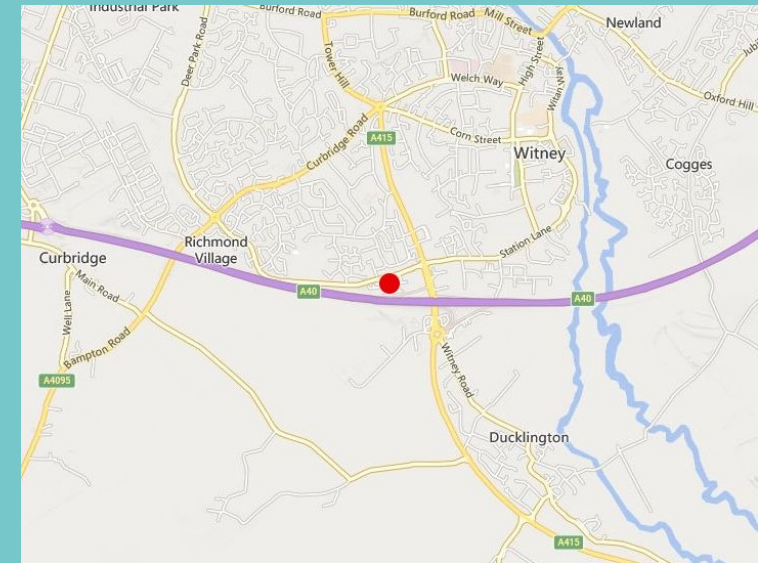 Industrial Park
Burford Road
Burford Road
Mill Street
Newland
Deer Park Road
Tower Hill
High Street
Welch Way
Witan Way
Oxford Hill
Curbridge Road
A415
Corn Street
Witney
Cogges
Richmond
Village
Station Lane
Curbridge
Main Road
A40
A40
Well Lane
Bampton Road
Witney Road
A4095
Ducklington
A415